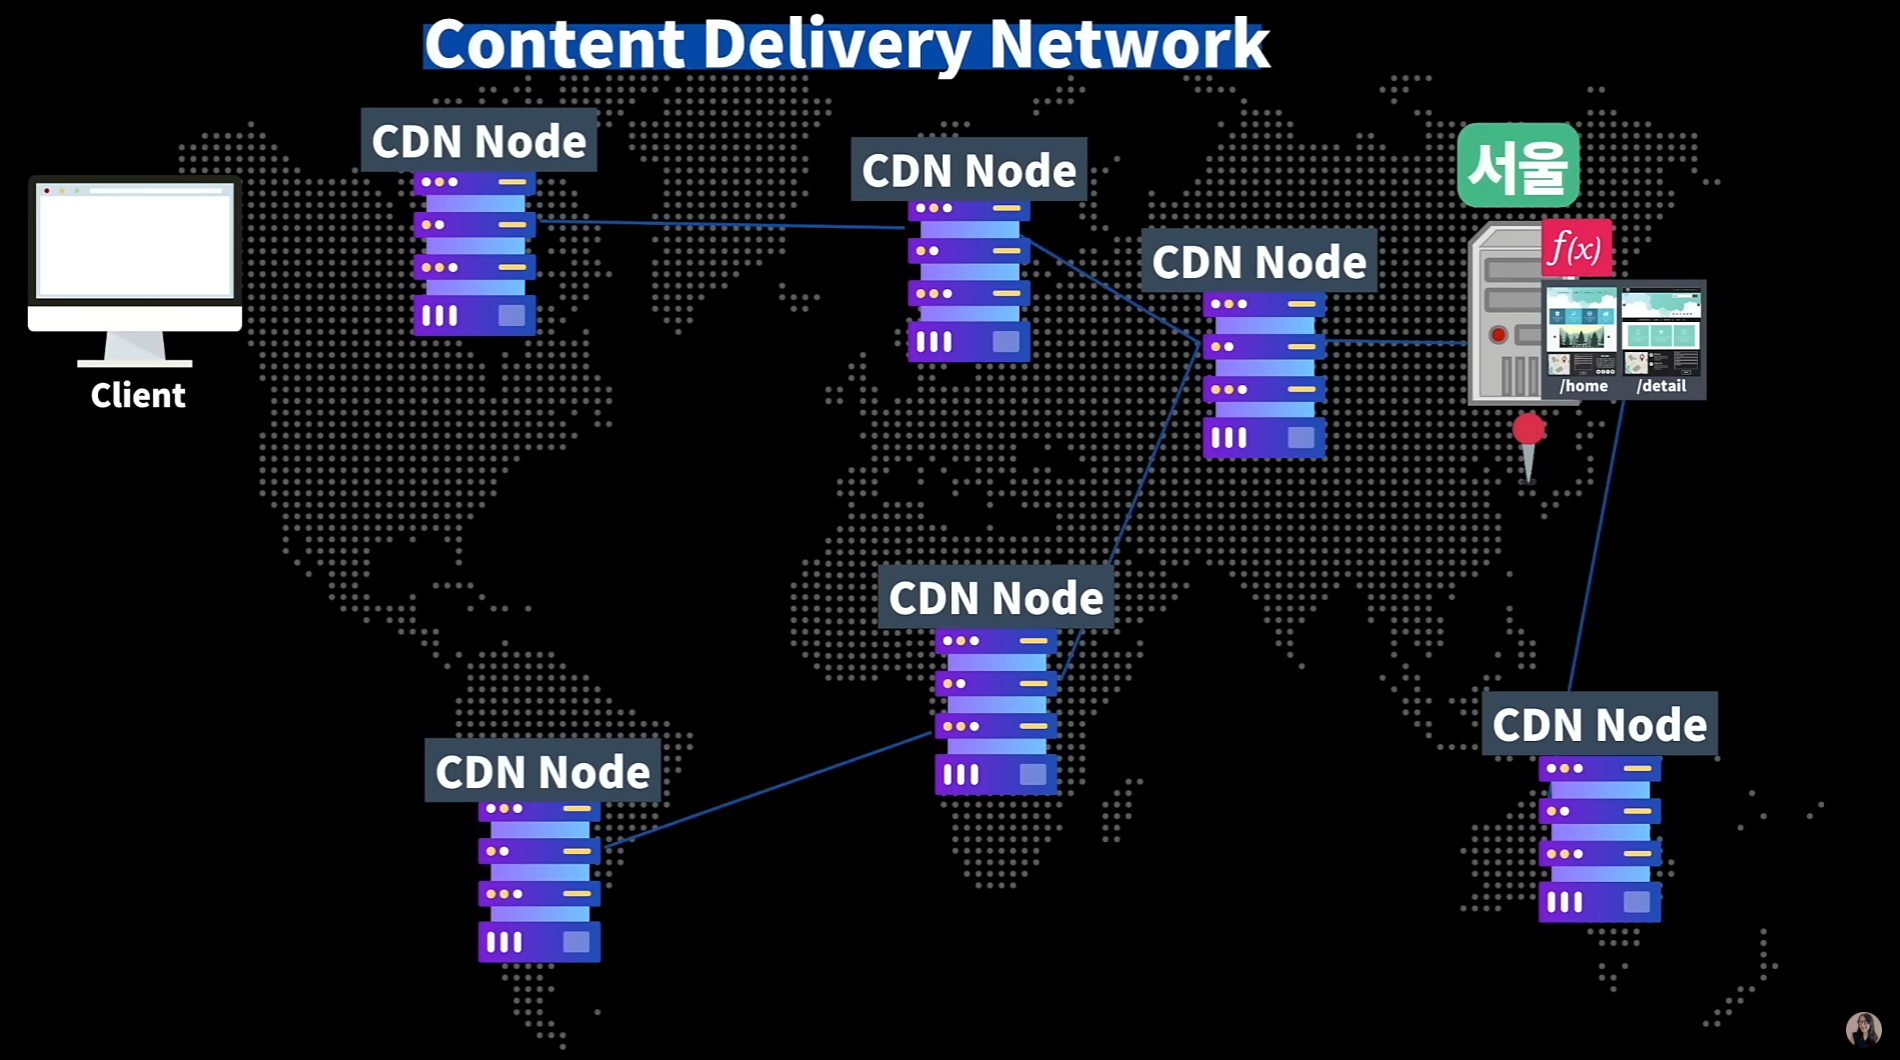 Content Delivery Network
CDN Node
CDN Node
서울
CDN Node
f(x)
Client
/home
/detail
CDN Node
CDN Node
CDN Node